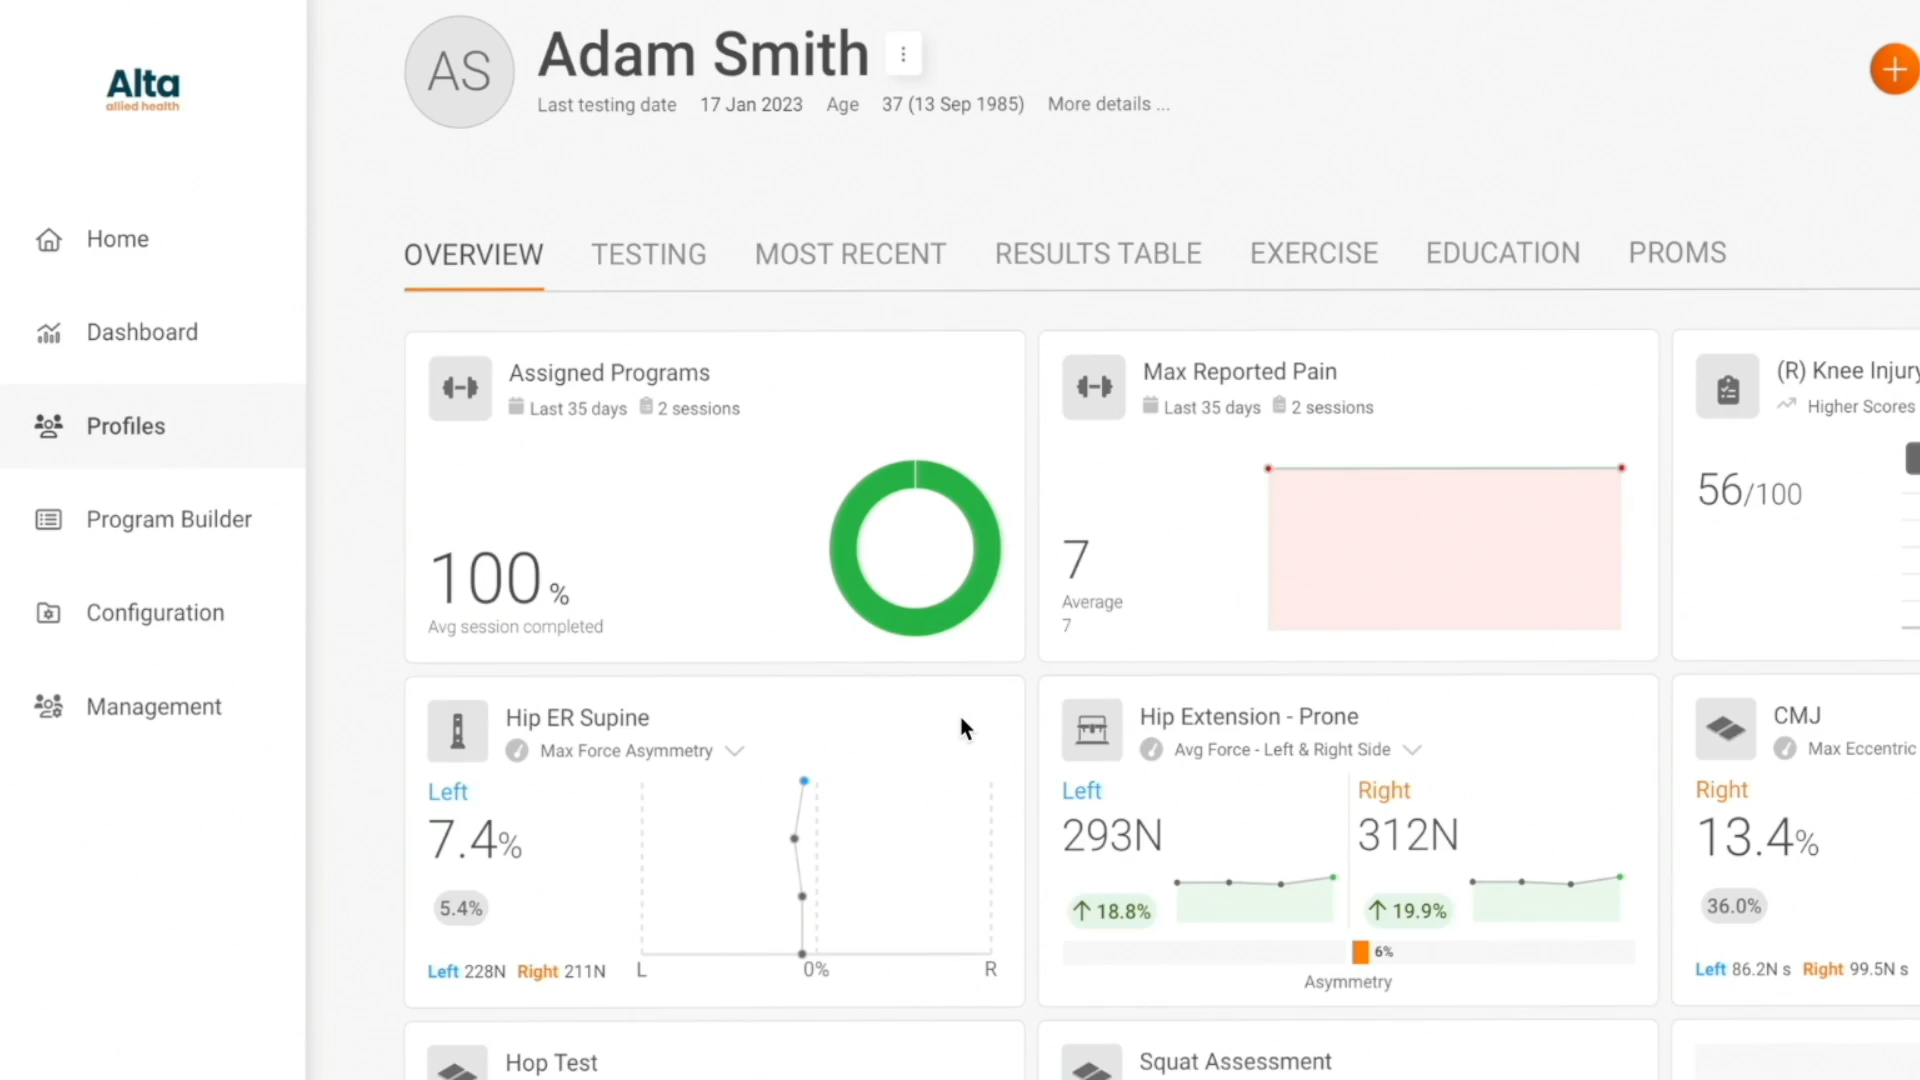 Alta
allied health
Home
Dashboard
Profiles
Program Builder
Configuration
Management
AS
Adam Smith
Last testing date 17 Jan 2023 Age 37 (13 Sep 1985) More details ...
OVERVIEW TESTING MOST RECENT RESULTS TABLE EXERCISE EDUCATION PROMS
Assigned Programs
Last 35 days 2 sessions
100 %
Avg session completed
Max Reported Pain
Last 35 days 2 sessions
7
Average
7
(R) Knee Injury
Higher Scores
56/100
Hip ER Supine
Max Force Asymmetry
Left
7.4%
5.4%
Left 228N Right 211N
L 0% R
Hip Extension - Prone
Avg Force - Left & Right Side
Left Right
293N 312N
18.8% 19.9%
6%
Asymmetry
CMJ
Max Eccentric
Right
13.4%
36.0%
Left 86.2N s Right 99.5N s
Hop Test
Squat Assessment